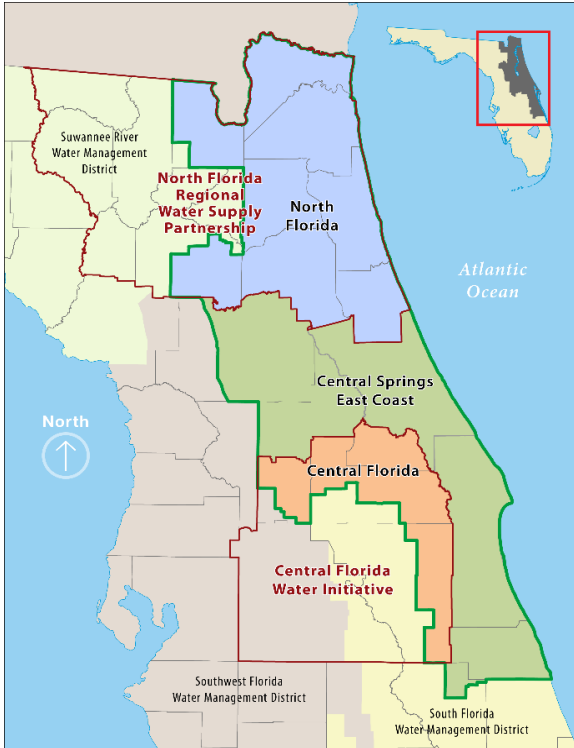 Suwannee River
Water Management
District
North Florida
Regional
Water Supply
Partnership
North
Florida
Atlantic
Ocean
Central Springs
East Coast
North
Central Florida
Central Florida
Water Initiative
Southwest Florida
Water Management District
South Florida
Water Management District